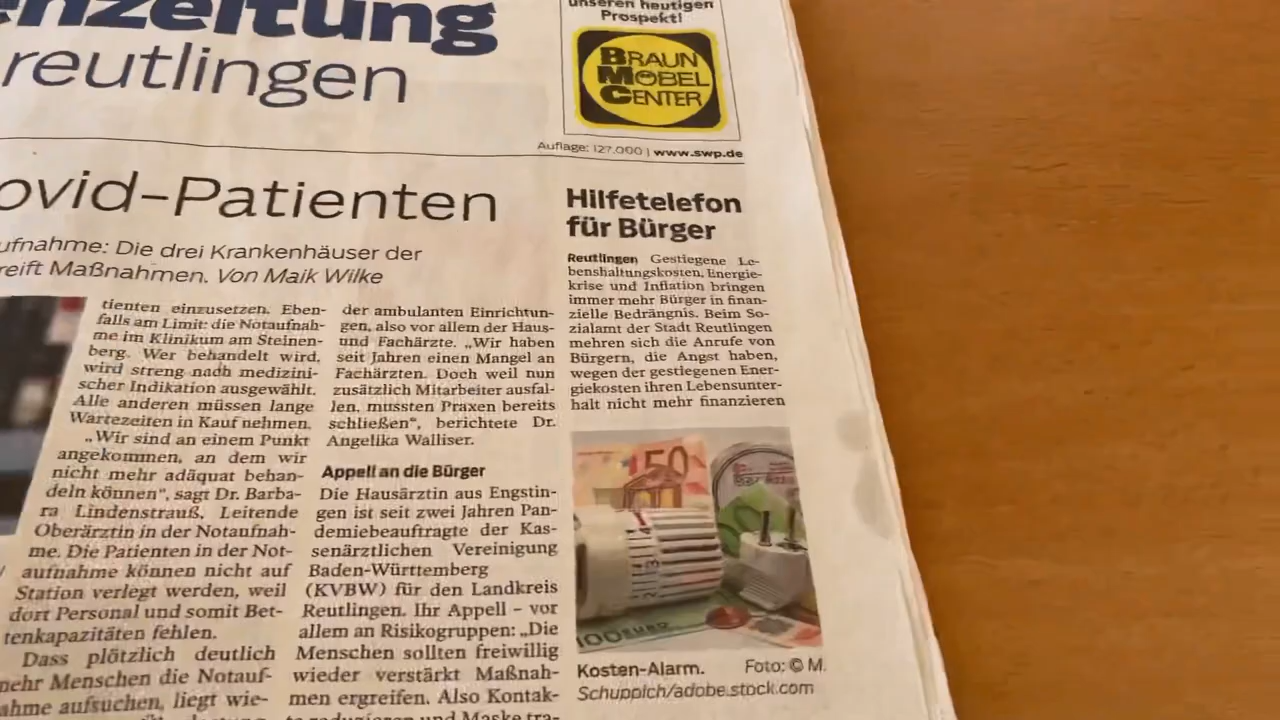 unseren heutigen
Prospekt!
BRAUN
MÖBEL
CENTER
reutlingen
Auflage: 127.000 | www.swp.de
Die drei Krankenhäuser der
Maßnahmen. Von Maik Wilke
tienten einzusetzen. Eben-
falls am Limit: die Notaufnah-
me im Klinikum am Steinen-
berg. Wer behandelt wird,
wird streng nach medizini-
scher Indikation ausgewählt.
Alle anderen müssen lange
Wartezeiten in Kauf nehmen.
„Wir sind an einem Punkt
angekommen, an dem wir
nicht mehr adäquat behan-
deln können“, sagt Dr. Barba-
ra Lindenstrauß, Leitende
Oberärztin in der Notaufnah-
me. Die Patienten in der Not-
aufnahme können nicht auf
Station verlegt werden, weil
dort Personal und somit Bet-
tenkapazitäten fehlen.
Dass plötzlich deutlich
mehr Menschen die Notauf-
nahme aufsuchen, liegt wie-
der ambulanten Einrichtun-
gen, also vor allem der Haus-
und Fachärzte. „Wir haben
seit Jahren einen Mangel an
Fachärzten. Doch weil nun
zusätzlich Mitarbeiter ausfal-
len, mussten Praxen bereits
schließen“, berichtete Dr.
Angelika Walliser.
Appell an die Bürger
Die Hausärztin aus Engstin-
gen ist seit zwei Jahren Pan-
demiebeauftragte der Kas-
senärztlichen Vereinigung
Baden-Württemberg
(KVBW) für den Landkreis
Reutlingen. Ihr Appell – vor
allem an Risikogruppen: „Die
Menschen sollten freiwillig
wieder verstärkt Maßnah-
men ergreifen. Also Kontak-
te reduzieren und Maske tra-
Hilfetelefon
für Bürger
Reutlingen Gestiegene Le-
benshaltungskosten, Energie-
krise und Inflation bringen
immer mehr Bürger in finan-
zielle Bedrängnis. Beim So-
zialamt der Stadt Reutlingen
mehren sich die Anrufe von
Bürgern, die Angst haben,
wegen der gestiegenen Ener-
giekosten ihren Lebensunter-
halt nicht mehr finanzieren
50
100 EURO
Kosten-Alarm. Foto: © M.
Schuppich/adobe.stock.com